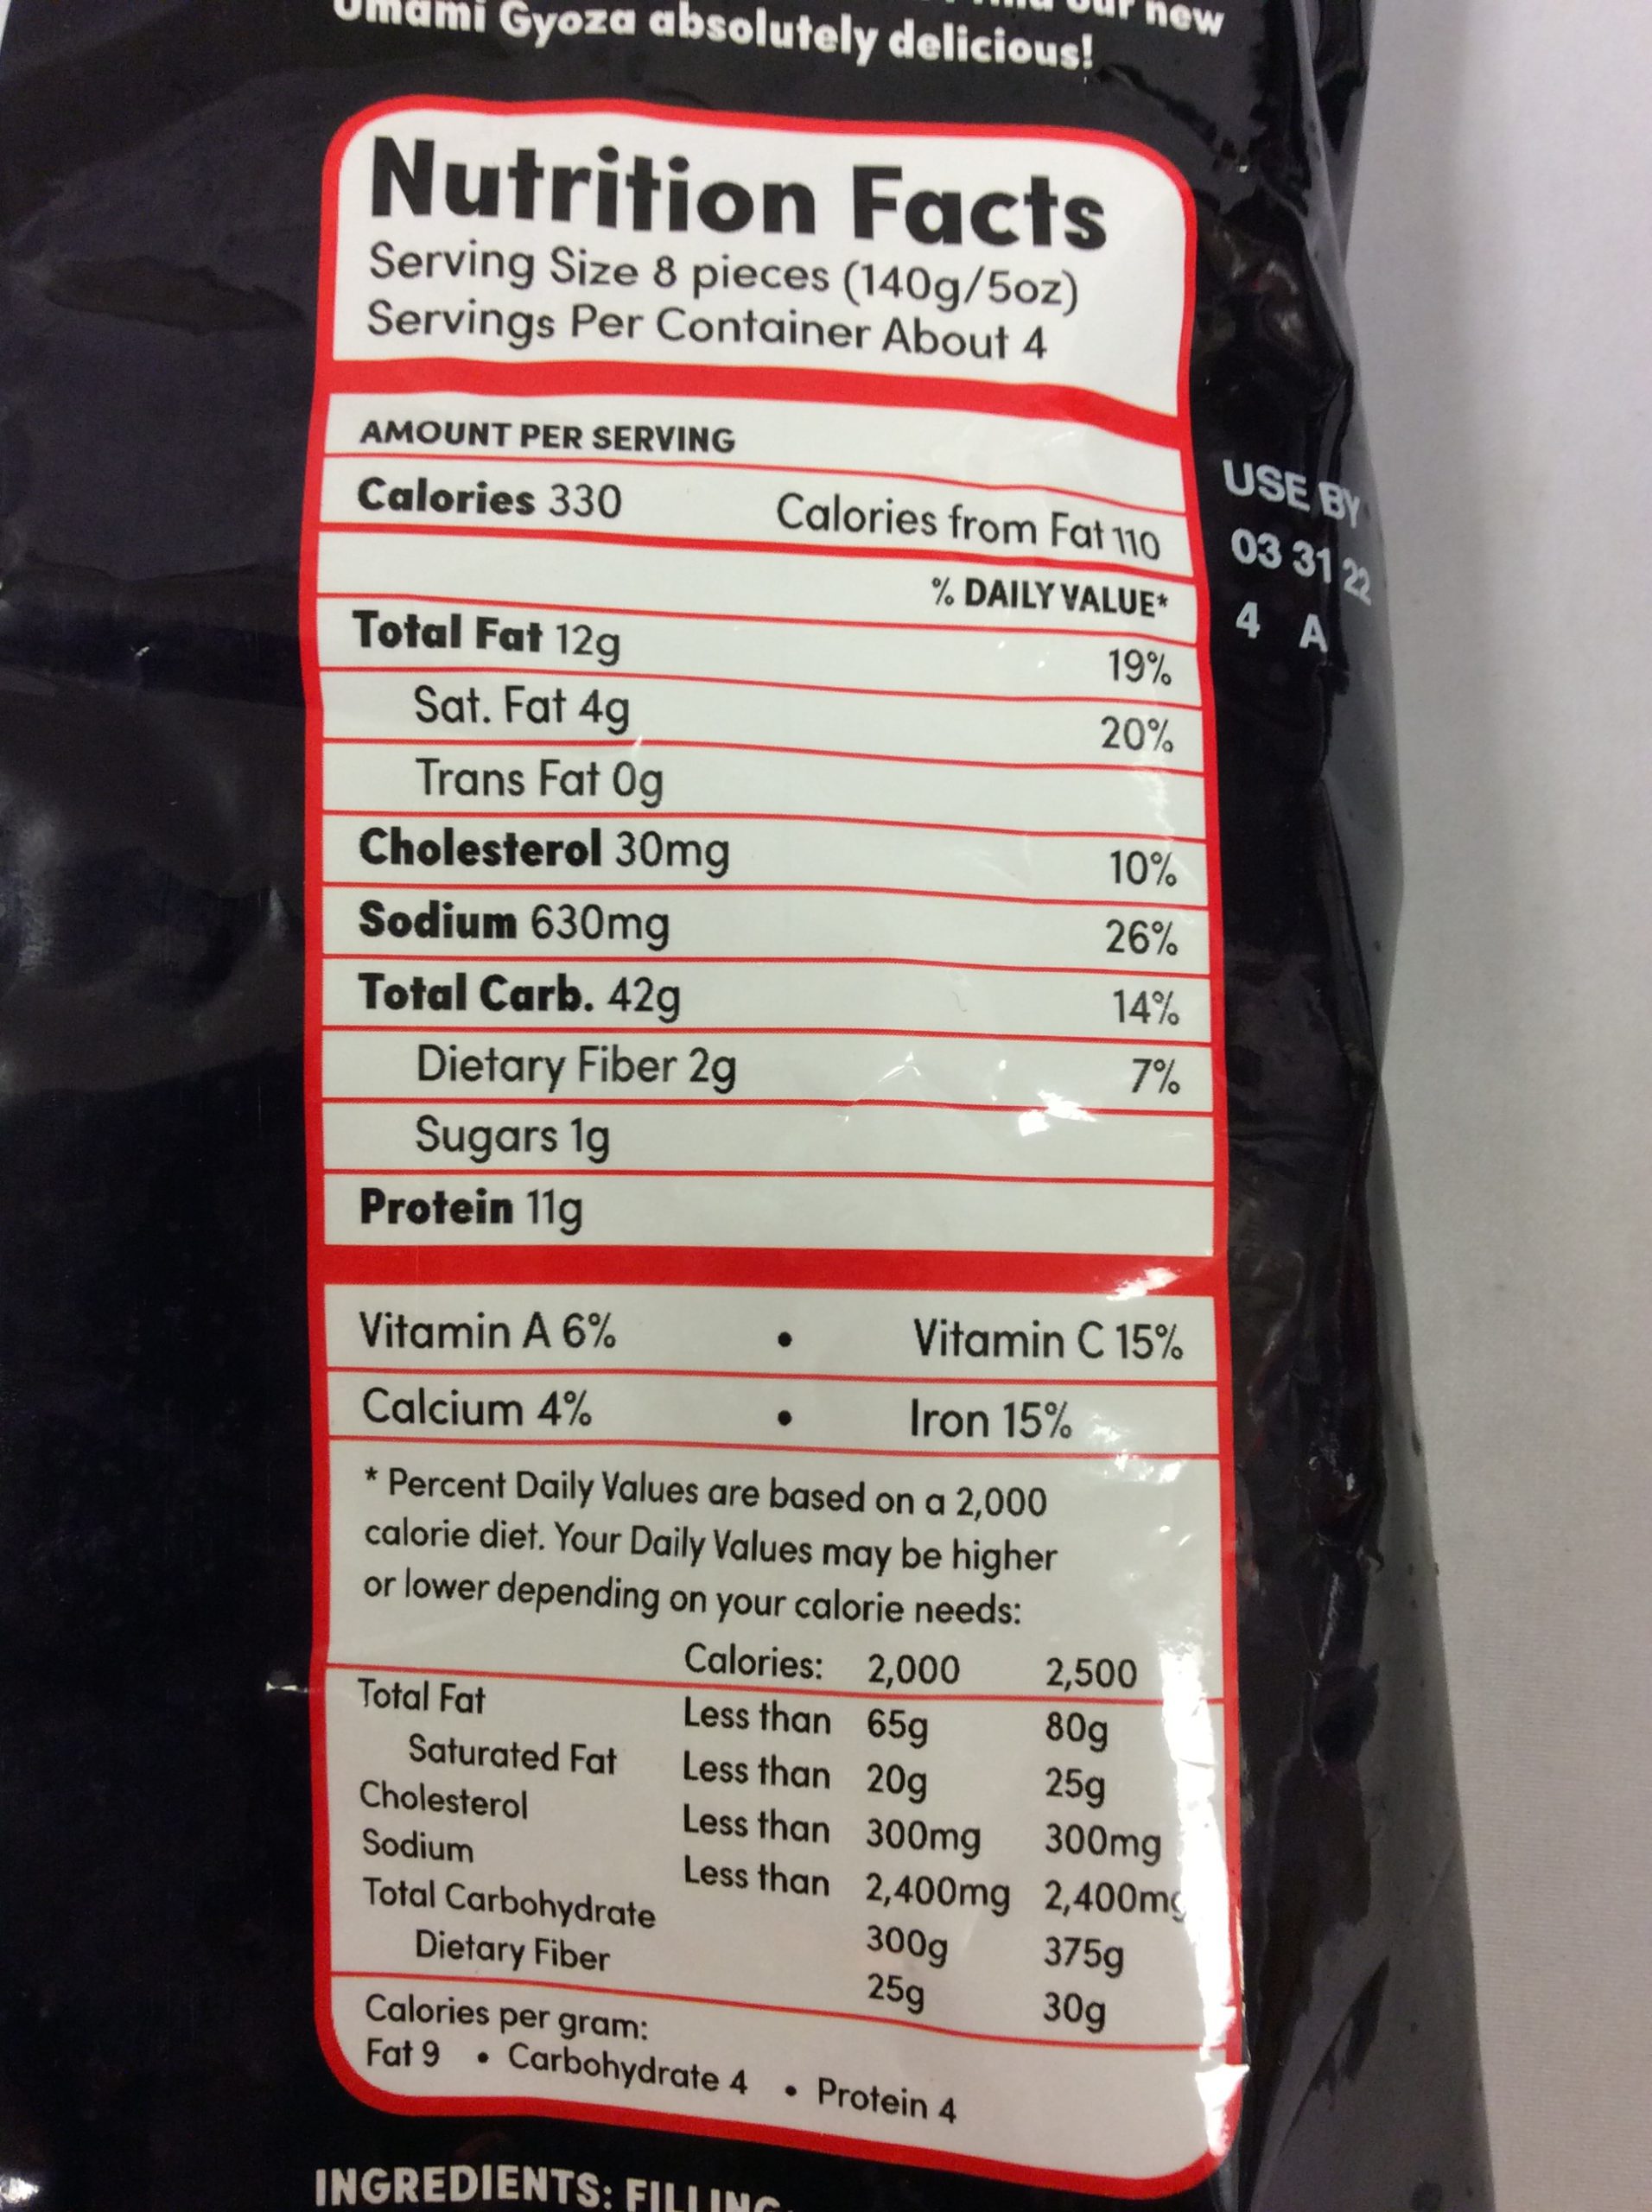 our new
Umami Gyoza absolutely delicious!
Nutrition Facts
Serving Size 8 pieces (140g/5oz)
Servings Per Container About 4
AMOUNT PER SERVING
Calories 330 Calories from Fat 110
% DAILY VALUE*
Total Fat 12g 19%
Sat. Fat 4g 20%
Trans Fat 0g
Cholesterol 30mg 10%
Sodium 630mg 26%
Total Carb. 42g 14%
Dietary Fiber 2g 7%
Sugars 1g
Protein 11g
Vitamin A 6% • Vitamin C 15%
Calcium 4% • Iron 15%
* Percent Daily Values are based on a 2,000
calorie diet. Your Daily Values may be higher
or lower depending on your calorie needs:
Calories: 2,000 2,500
Total Fat Less than 65g 80g
Saturated Fat Less than 20g 25g
Cholesterol Less than 300mg 300mg
Sodium Less than 2,400mg 2,400mg
Total Carbohydrate 300g 375g
Dietary Fiber 25g 30g
Calories per gram:
Fat 9 • Carbohydrate 4 • Protein 4
INGREDIENTS: FILLING
USE BY
03 31 22
4 A